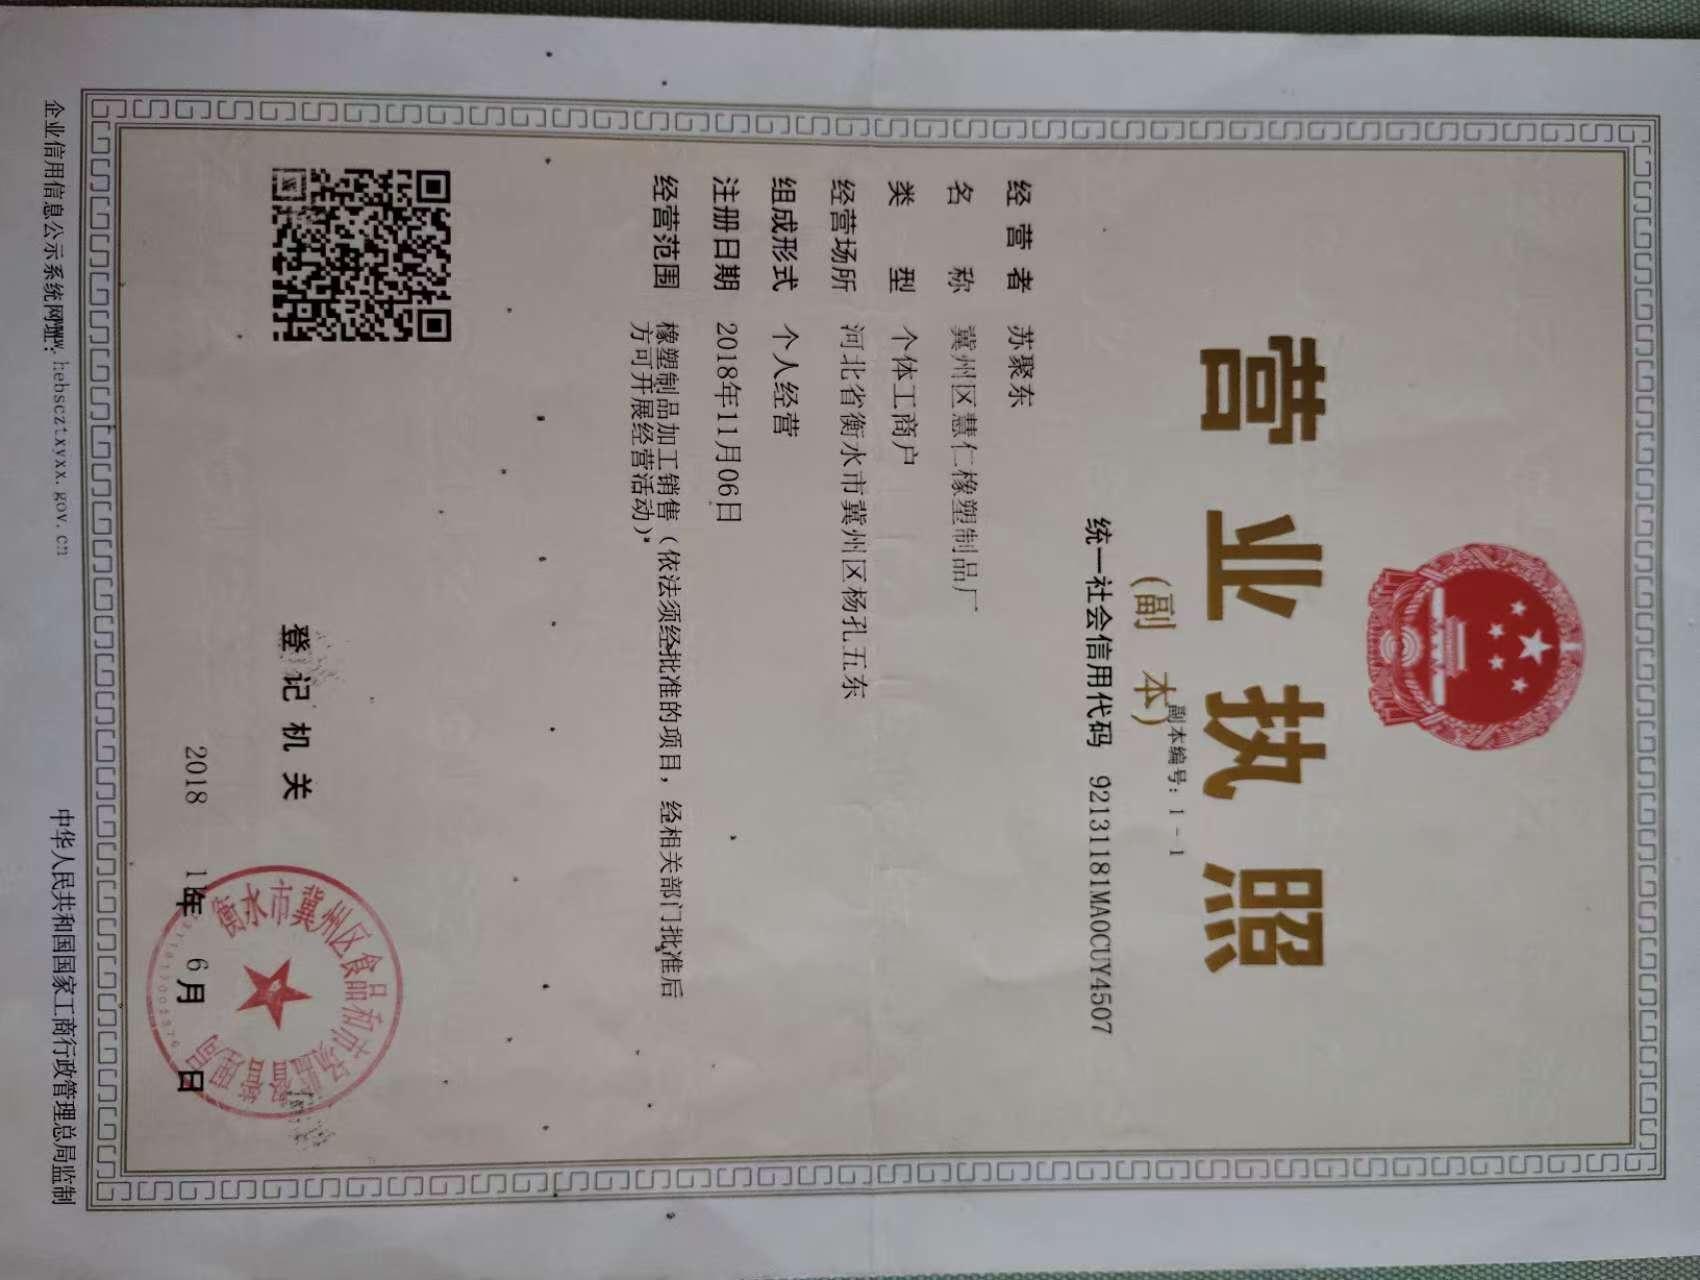 营业执照
(副 本)
副本编号:1-1
统一社会信用代码 92131181MA0CUY4507
经营者 苏聚东
名称 冀州区慧仁橡塑制品厂
类型 个体工商户
经营场所 河北省衡水市冀州区杨孔五东
组成形式 个人经营
注册日期 2018年11月06日
经营范围 橡塑制品加工销售(依法须经批准的项目,经相关部门批准后
方可开展经营活动)*
登记机关
2018 年 11 月 6 日
衡水市冀州区食品和市场监督管理局
企业信用信息公示系统网址:www.hebscztxyxx.gov.cn
中华人民共和国国家工商行政管理总局监制